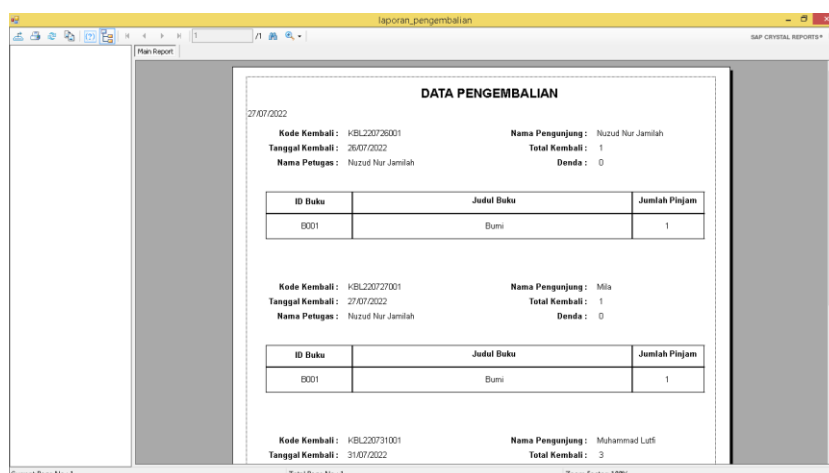 laporan_pengembalian
1 /1 SAP CRYSTAL REPORTS®
Main Report
DATA PENGEMBALIAN
27/07/2022
Kode Kembali : KBL220726001 Nama Pengunjung : Nuzud Nur Jamilah
Tanggal Kembali : 26/07/2022 Total Kembali : 1
Nama Petugas : Nuzud Nur Jamilah Denda : 0
ID Buku Judul Buku Jumlah Pinjam
B001 Bumi 1
Kode Kembali : KBL220727001 Nama Pengunjung : Mila
Tanggal Kembali : 27/07/2022 Total Kembali : 1
Nama Petugas : Nuzud Nur Jamilah Denda : 0
ID Buku Judul Buku Jumlah Pinjam
B001 Bumi 1
Kode Kembali : KBL220731001 Nama Pengunjung : Muhammad Lutfi
Tanggal Kembali : 31/07/2022 Total Kembali : 3